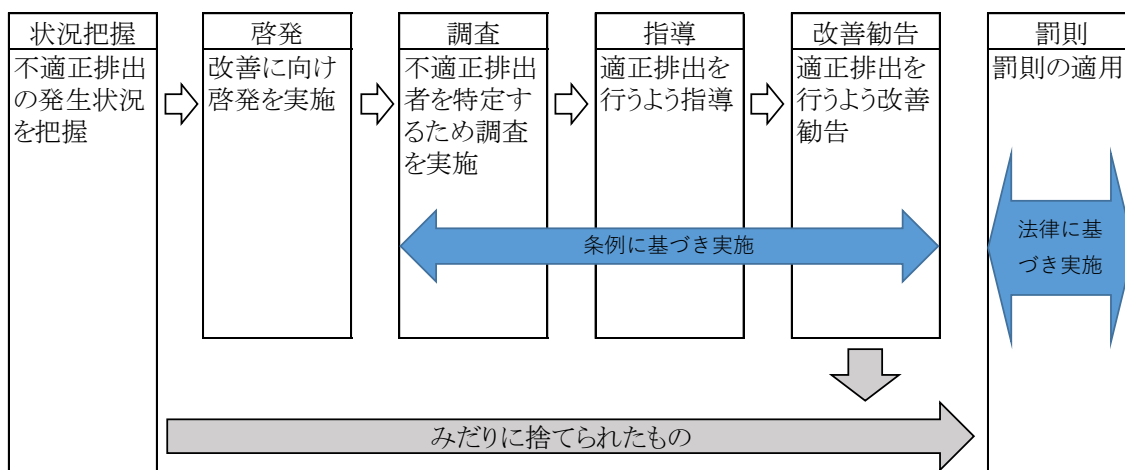 状況把握
不適正排出
の発生状況
を把握
啓発
改善に向け
啓発を実施
調査
不適正排出
者を特定す
るため調査
を実施
指導
適正排出を
行うよう指導
改善勧告
適正排出を
行うよう改善
勧告
罰則
罰則の適用
条例に基づき実施
法律に基
づき実施
みだりに捨てられたもの